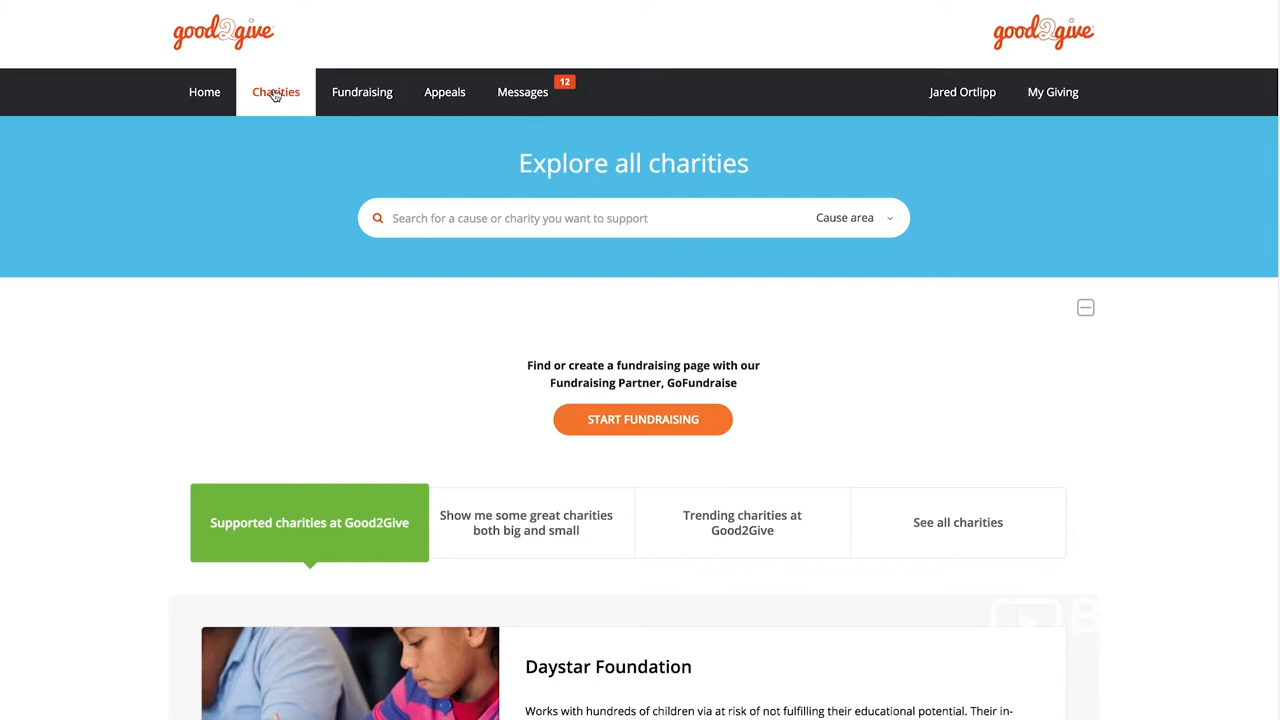 good2give good2give
Home Charities Fundraising Appeals Messages 12 Jared Ortlipp My Giving
Explore all charities
Search for a cause or charity you want to support Cause area
Find or create a fundraising page with our
Fundraising Partner, GoFundraise
START FUNDRAISING
Supported charities at Good2Give
Show me some great charities
both big and small
Trending charities at
Good2Give
See all charities
Daystar Foundation
Works with hundreds of children via at risk of not fulfilling their educational potential. Their in-